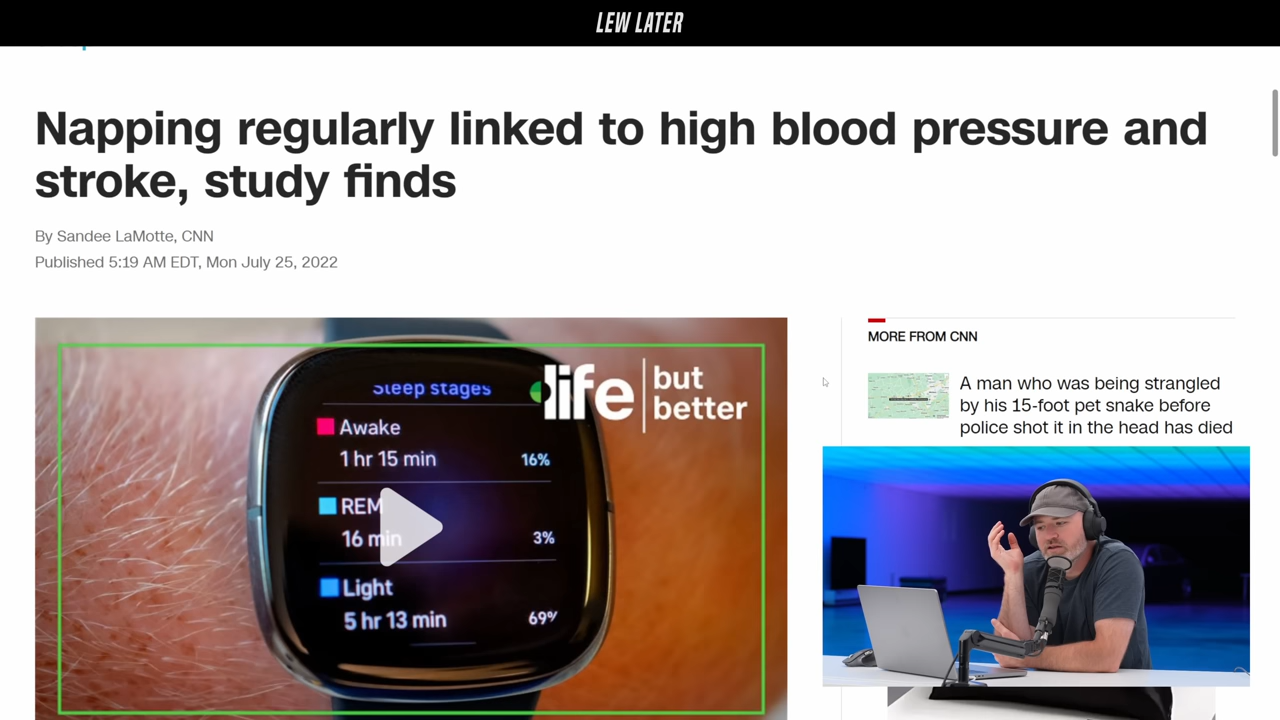 LEW LATER
Napping regularly linked to high blood pressure and
stroke, study finds
By Sandee LaMotte, CNN
Published 5:19 AM EDT, Mon July 25, 2022
Sleep stages
Awake
1 hr 15 min 16%
REM
16 min 3%
Light
5 hr 13 min 69%
life but
better
MORE FROM CNN
A man who was being strangled
by his 15-foot pet snake before
police shot it in the head has died